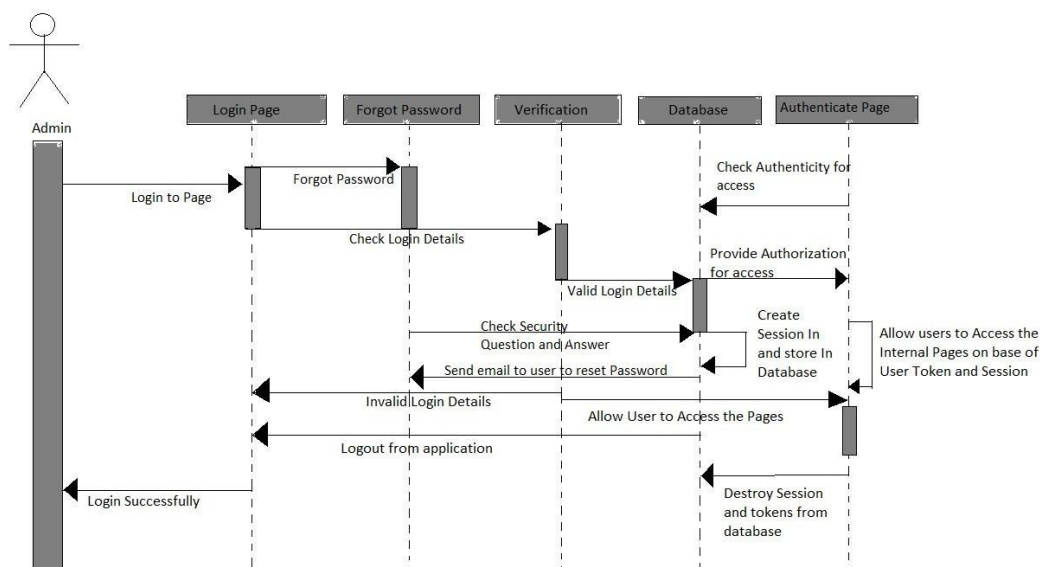 Admin
Login Page
Forgot Password
Verification
Database
Authenticate Page
Forgot Password
Login to Page
Check Authenticity for
access
Check Login Details
Provide Authorization
for access
Valid Login Details
Create
Session In
and store In
Database
Check Security
Question and Answer
Allow users to Access the
Internal Pages on base of
User Token and Session
Send email to user to reset Password
Invalid Login Details
Allow User to Access the Pages
Logout from application
Login Successfully
Destroy Session
and tokens from
database